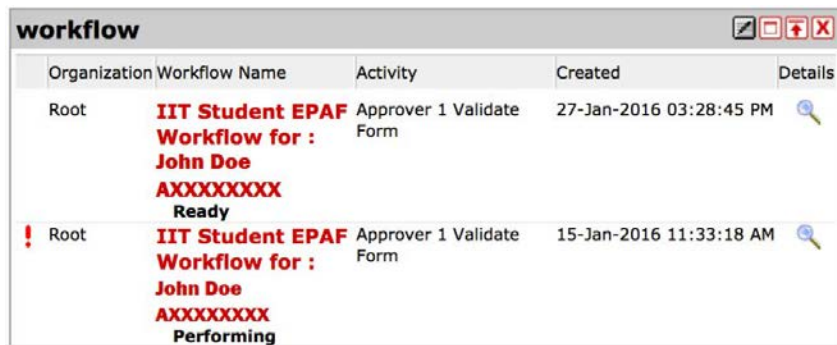 workflow
Organization Workflow Name Activity Created Details
Root IIT Student EPAF Approver 1 Validate 27-Jan-2016 03:28:45 PM
Workflow for : Form
John Doe
AXXXXXXXX
Ready
! Root IIT Student EPAF Approver 1 Validate 15-Jan-2016 11:33:18 AM
Workflow for : Form
John Doe
AXXXXXXXX
Performing